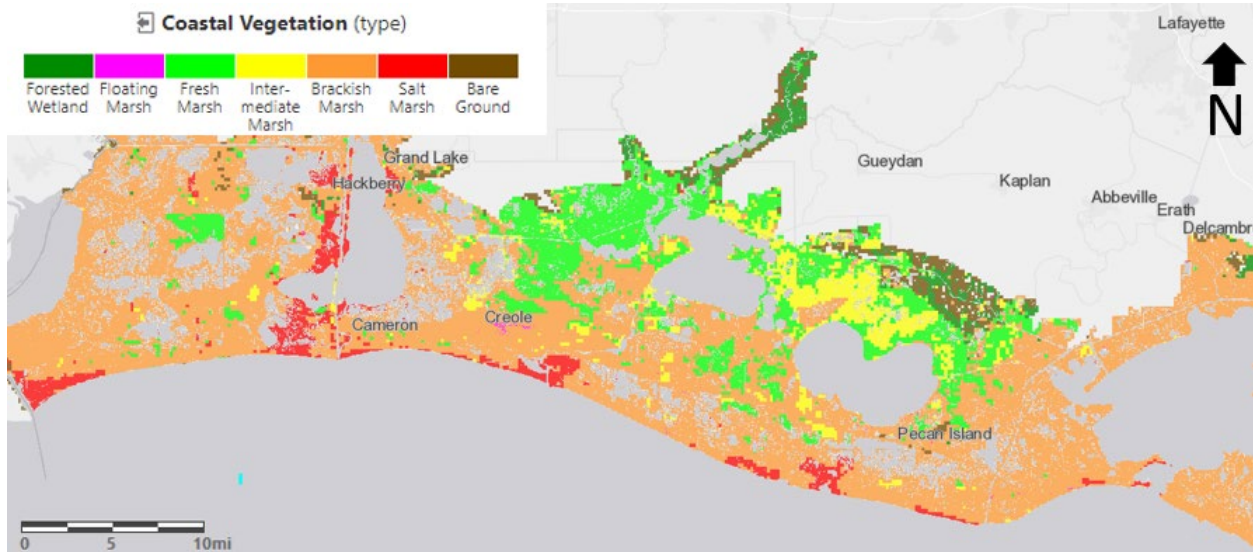 Coastal Vegetation (type)
Forested Wetland
Floating Marsh
Fresh Marsh
Inter-mediate Marsh
Brackish Marsh
Salt Marsh
Bare Ground
Lafayette
N
Grand Lake
Hackberry
Gueydan
Kaplan
Abbeville
Erath
Delcambr
Cameron
Creole
Pecan Island
0 5 10mi